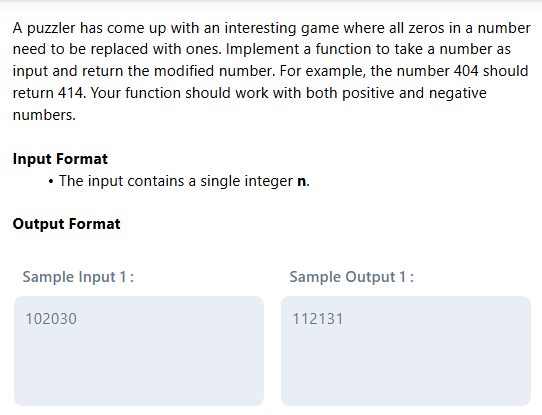 A puzzler has come up with an interesting game where all zeros in a number
need to be replaced with ones. Implement a function to take a number as
input and return the modified number. For example, the number 404 should
return 414. Your function should work with both positive and negative
numbers.
Input Format
• The input contains a single integer n.
Output Format
Sample Input 1 :
Sample Output 1 :
102030
112131